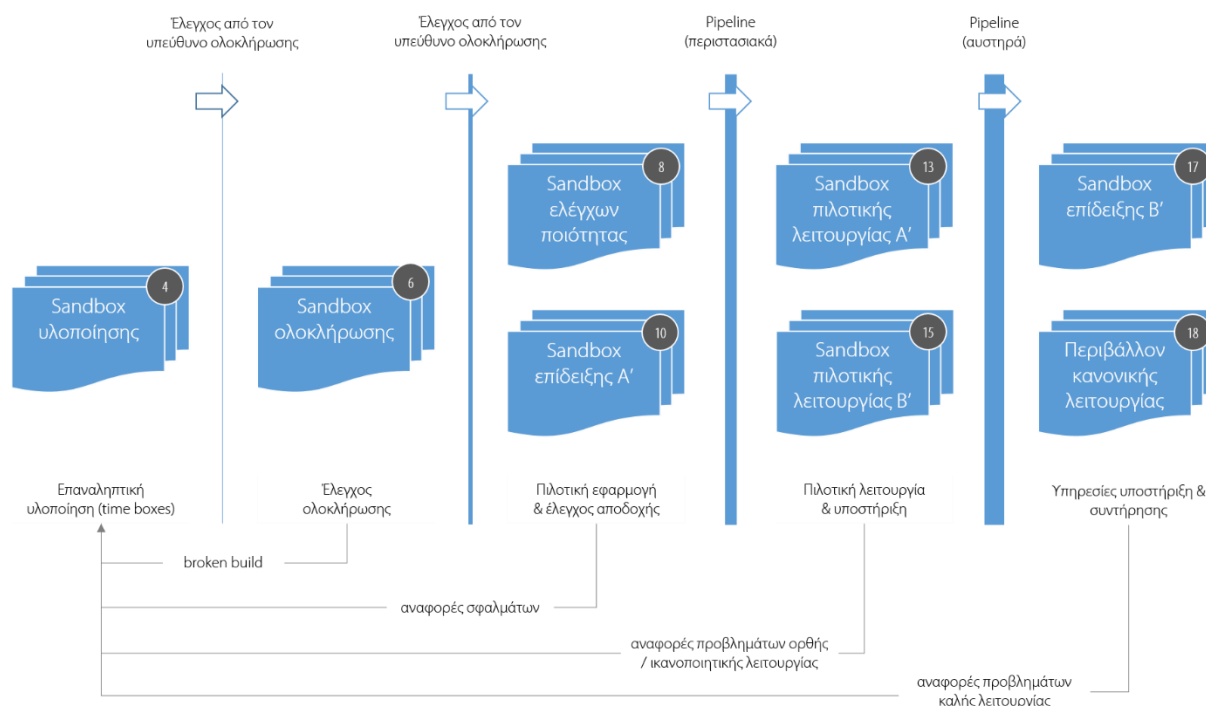 Έλεγχος από τον
υπεύθυνο ολοκλήρωσης
Έλεγχος από τον
υπεύθυνο ολοκλήρωσης
Pipeline
(περιστασιακά)
Pipeline
(αυστηρά)
4
Sandbox
υλοποίησης
6
Sandbox
ολοκλήρωσης
8
Sandbox
ελέγχων
ποιότητας
10
Sandbox
επίδειξης Α’
13
Sandbox
πιλοτικής
λειτουργίας Α’
15
Sandbox
πιλοτικής
λειτουργίας Β’
17
Sandbox
επίδειξης Β’
18
Περιβάλλον
κανονικής
λειτουργίας
Επαναληπτική
υλοποίηση (time boxes)
Έλεγχος
ολοκλήρωσης
Πιλοτική εφαρμογή
& έλεγχος αποδοχής
Πιλοτική λειτουργία
& υποστήριξη
Υπηρεσίες υποστήριξη &
συντήρησης
broken build
αναφορές σφαλμάτων
αναφορές προβλημάτων ορθής
/ ικανοποιητικής λειτουργίας
αναφορές προβλημάτων
καλής λειτουργίας